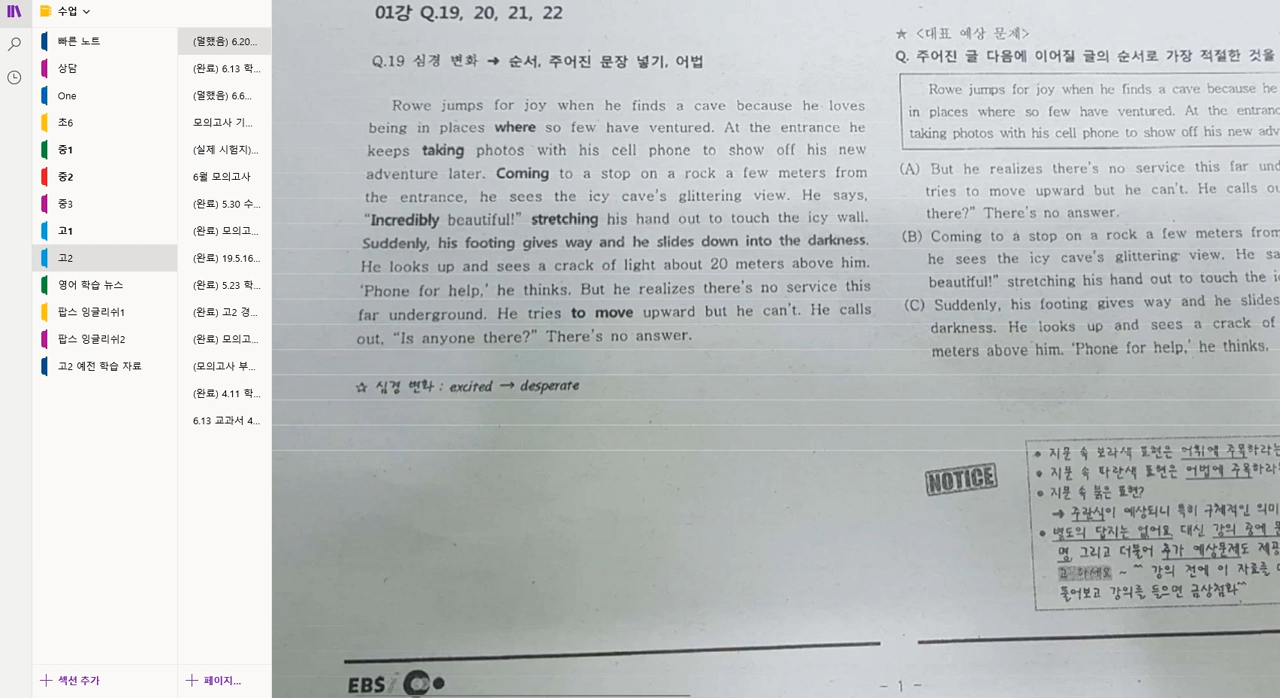 수업
빠른 노트
상담
One
초6
중1
중2
중3
고1
고2
영어 학습 뉴스
팝스 잉글리쉬1
팝스 잉글리쉬2
고2 예전 학습 자료
섹션 추가
(덜했음) 6.20...
(완료) 6.13 학...
(덜했음) 6.6...
모의고사 기...
(실제 시험지)...
6월 모의고사
(완료) 5.30 수...
(완료) 모의고...
(완료) 19.5.16...
(완료) 5.23 학...
(완료) 고2 경...
(완료) 모의고...
(모의고사 부...
(완료) 4.11 학...
6.13 교과서 4...
페이지...
01강 Q.19, 20, 21, 22
Q.19 심경 변화 ➜ 순서, 주어진 문장 넣기, 어법
Rowe jumps for joy when he finds a cave because he loves
being in places where so few have ventured. At the entrance he
keeps taking photos with his cell phone to show off his new
adventure later. Coming to a stop on a rock a few meters from
the entrance, he sees the icy cave's glittering view. He says,
“Incredibly beautiful!” stretching his hand out to touch the icy wall.
Suddenly, his footing gives way and he slides down into the darkness.
He looks up and sees a crack of light about 20 meters above him.
‘Phone for help,’ he thinks. But he realizes there's no service this
far underground. He tries to move upward but he can't. He calls
out, “Is anyone there?” There's no answer.
☆ 심경 변화 : excited → desperate
★ <대표 예상 문제>
Q. 주어진 글 다음에 이어질 글의 순서로 가장 적절한 것을
Rowe jumps for joy when he finds a cave because he
in places where so few have ventured. At the entranc
taking photos with his cell phone to show off his new adv
(A) But he realizes there's no service this far und
tries to move upward but he can't. He calls ou
there?” There's no answer.
(B) Coming to a stop on a rock a few meters from
he sees the icy cave's glittering view. He sa
beautiful!” stretching his hand out to touch the i
(C) Suddenly, his footing gives way and he slides
darkness. He looks up and sees a crack of
meters above him. ‘Phone for help,’ he thinks.
NOTICE
• 지문 속 보라색 표현은 어휘에 주목하라는
• 지문 속 파란색 표현은 어법에 주목하라는
• 지문 속 붉은 표현?
➜ 주관식이 예상되니 특히 구체적인 의미
• 별도의 답지는 없어요 대신 강의 중에 문
명 그리고 더불어 추가 예상문제도 제공
고 하세요 ~ ^^ 강의 전에 이 자료를
풀어보고 강의를 들으면 금상첨화^^
EBSi
- 1 -